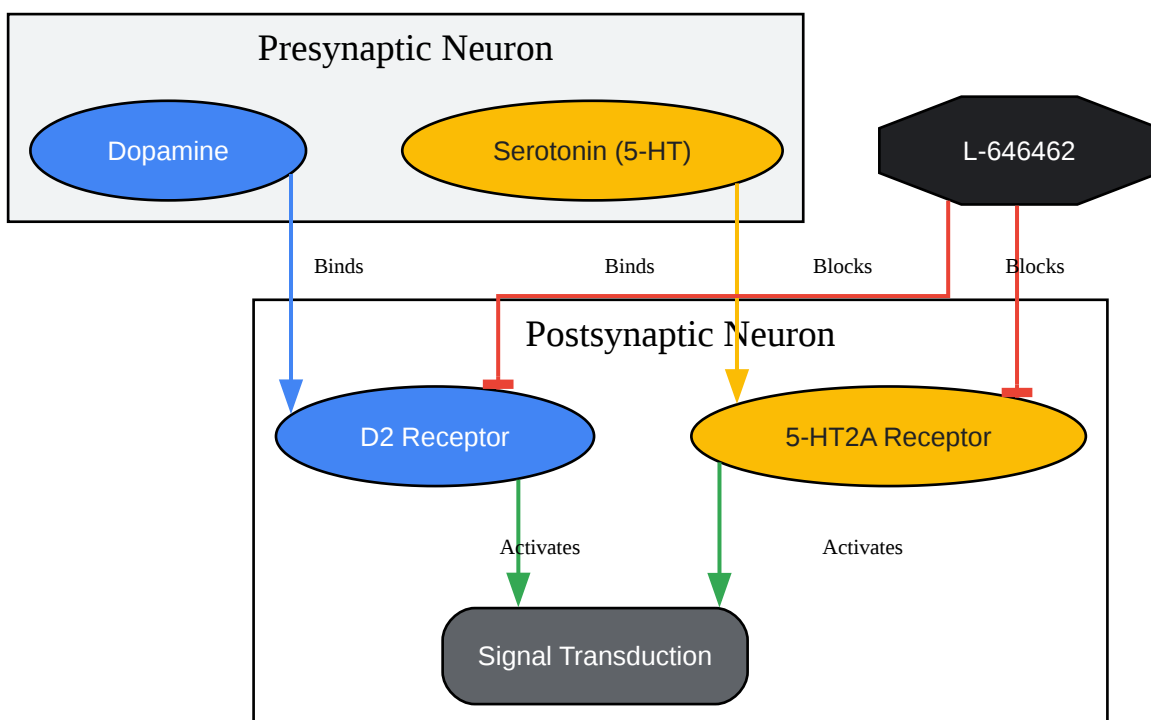 Presynaptic Neuron
Dopamine
Serotonin (5-HT)
L-646462
Binds
Binds
Blocks
Blocks
Postsynaptic Neuron
D2 Receptor
5-HT2A Receptor
Activates
Activates
Signal Transduction